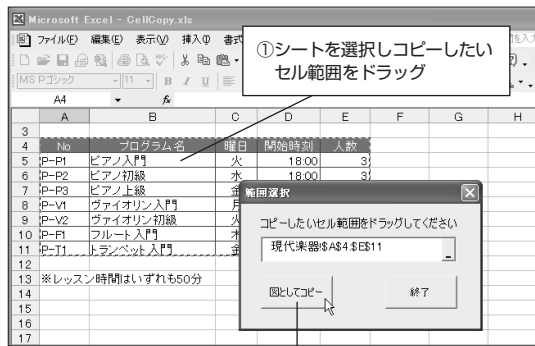 Microsoft Excel - CellCopy.xls
ファイル(F) 編集(E) 表示(V) 挿入(I) 書式
①シートを選択しコピーしたい
セル範囲をドラッグ
MS Pゴシック 11 B I U
A4 fx
A B C D E F G H
3
4 No プログラム名 曜日 開始時刻 人数
5 P-P1 ピアノ入門 火 18:00 3
6 P-P2 ピアノ初級 水 18:00 3
7 P-P3 ピアノ上級 金
8 P-V1 ヴァイオリン入門 月
9 P-V2 ヴァイオリン初級 火
10 P-F1 フルート入門 木
11 P-T1 トランペット入門 金
12
13 ※レッスン時間はいずれも50分
14
15
16
17
範囲選択
コピーしたいセル範囲をドラッグしてください
現代楽器!$A$4:$E$11
図としてコピー 終了